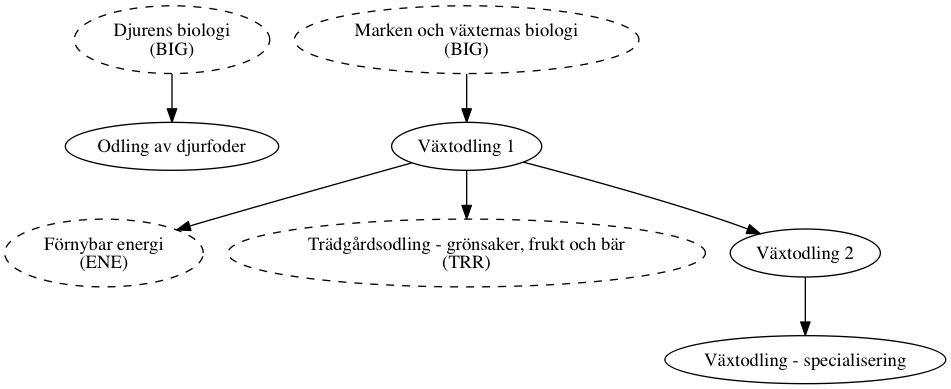 Djurens biologi
(BIG)
Marken och växternas biologi
(BIG)
Odling av djurfoder
Växtodling 1
Förnybar energi
(ENE)
Trädgårdsodling - grönsaker, frukt och bär
(TRR)
Växtodling 2
Växtodling - specialisering